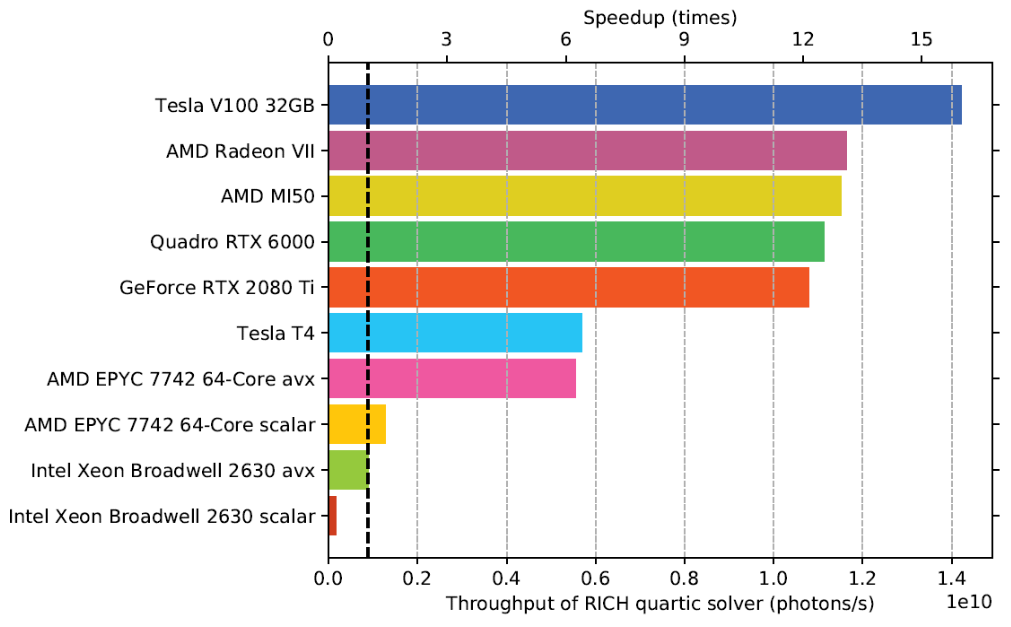 Speedup (times)
0 3 6 9 12 15
Tesla V100 32GB
AMD Radeon VII
AMD MI50
Quadro RTX 6000
GeForce RTX 2080 Ti
Tesla T4
AMD EPYC 7742 64-Core avx
AMD EPYC 7742 64-Core scalar
Intel Xeon Broadwell 2630 avx
Intel Xeon Broadwell 2630 scalar
0.0 0.2 0.4 0.6 0.8 1.0 1.2 1.4
Throughput of RICH quartic solver (photons/s) 1e10